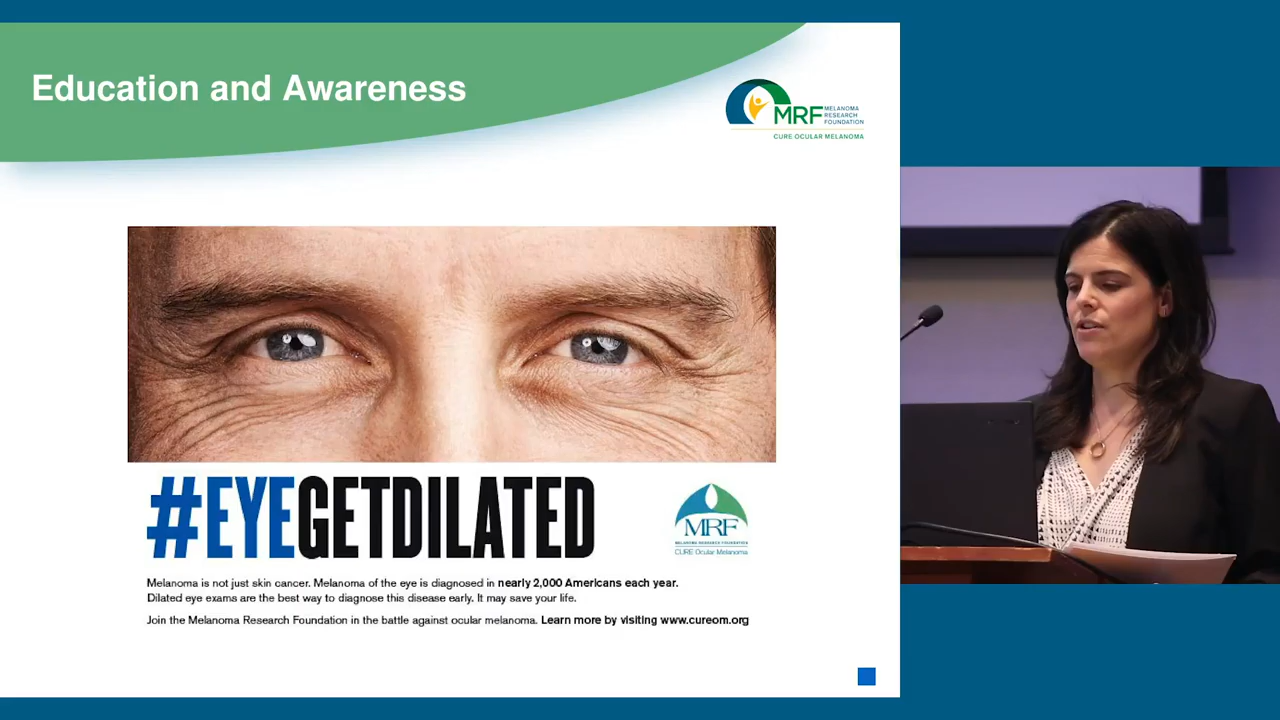 Education and Awareness
MRF
MELANOMA
RESEARCH
FOUNDATION
CURE OCULAR MELANOMA
#EYEGETDILATED
MRF
MELANOMA RESEARCH FOUNDATION
CURE Ocular Melanoma
Melanoma is not just skin cancer. Melanoma of the eye is diagnosed in nearly 2,000 Americans each year.
Dilated eye exams are the best way to diagnose this disease early. It may save your life.
Join the Melanoma Research Foundation in the battle against ocular melanoma. Learn more by visiting www.cureom.org